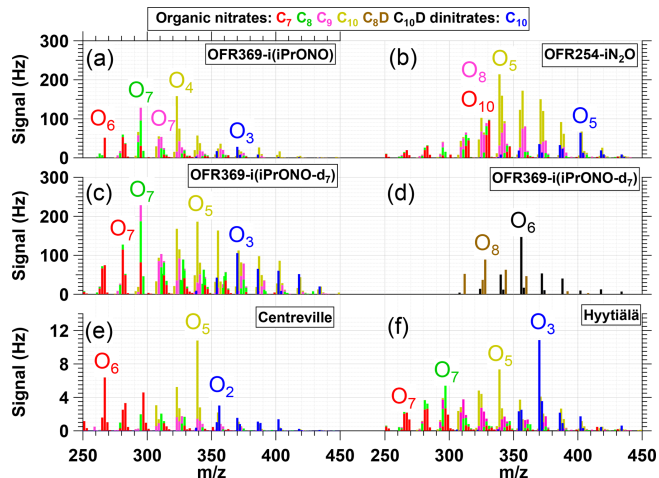 Organic nitrates: C7 C8 C9 C10 C8D C10D dinitrates: C10
(a) OFR369-i(iPrONO)
(b) OFR254-iN2O
Signal (Hz)
300
200
100
0
O6 O7 O7 O4 O3
O8 O10 O5 O5
(c) OFR369-i(iPrONO-d7)
(d) OFR369-i(iPrONO-d7)
Signal (Hz)
300
200
100
0
O7 O7 O5 O3
O8 O6
(e) Centreville
(f) Hyytiälä
Signal (Hz)
12
8
4
0
O6 O5 O2
O7 O7 O5 O3
250 300 350 400 450
250 300 350 400 450
m/z
m/z